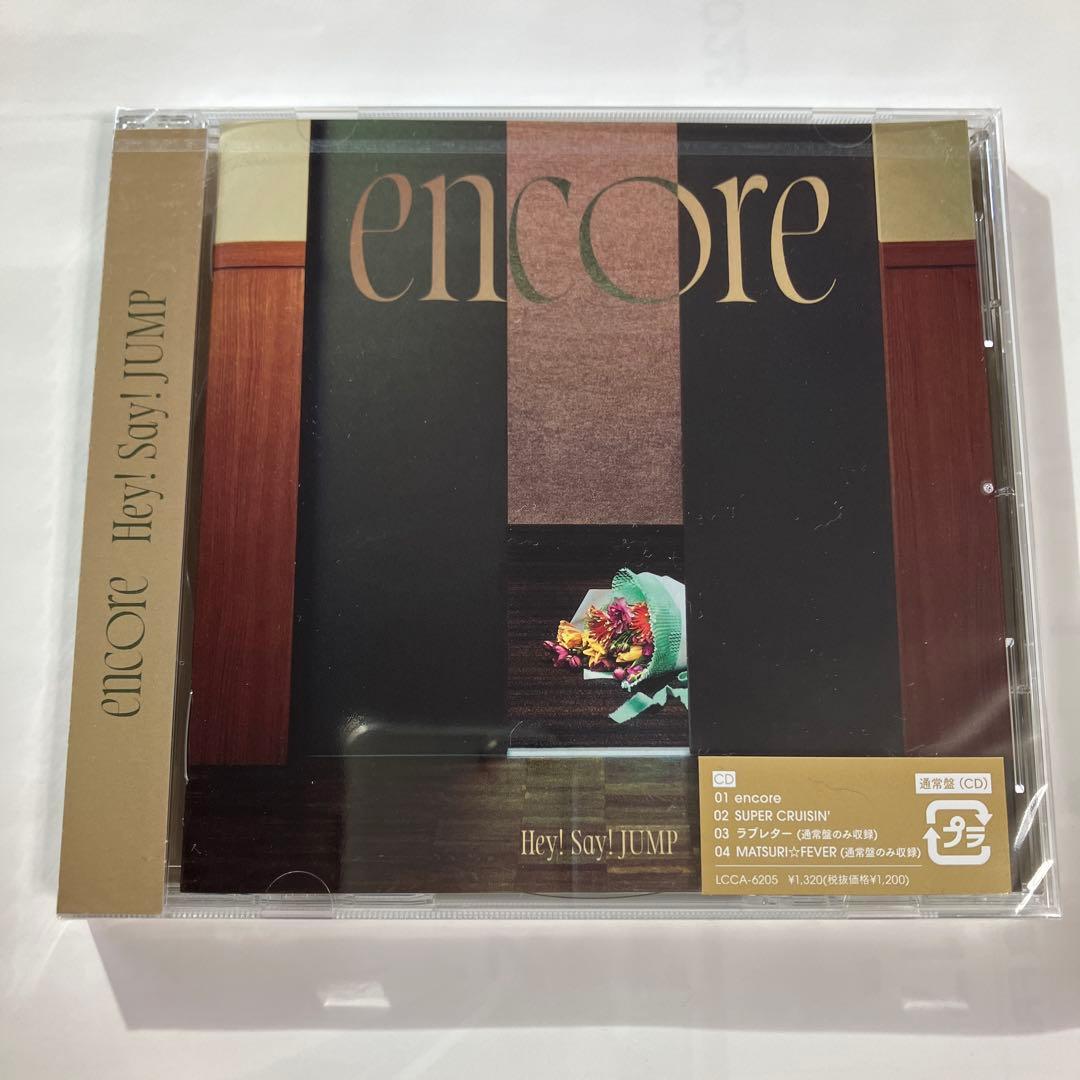 encore
encore Hey! Say! JUMP
Hey! Say! JUMP
CD
通常盤 (CD)
01 encore
02 SUPER CRUISIN'
03 ラブレター (通常盤のみ収録)
04 MATSURI☆FEVER (通常盤のみ収録)
プラ
LCCA-6205 ¥1,320(税抜価格¥1,200)